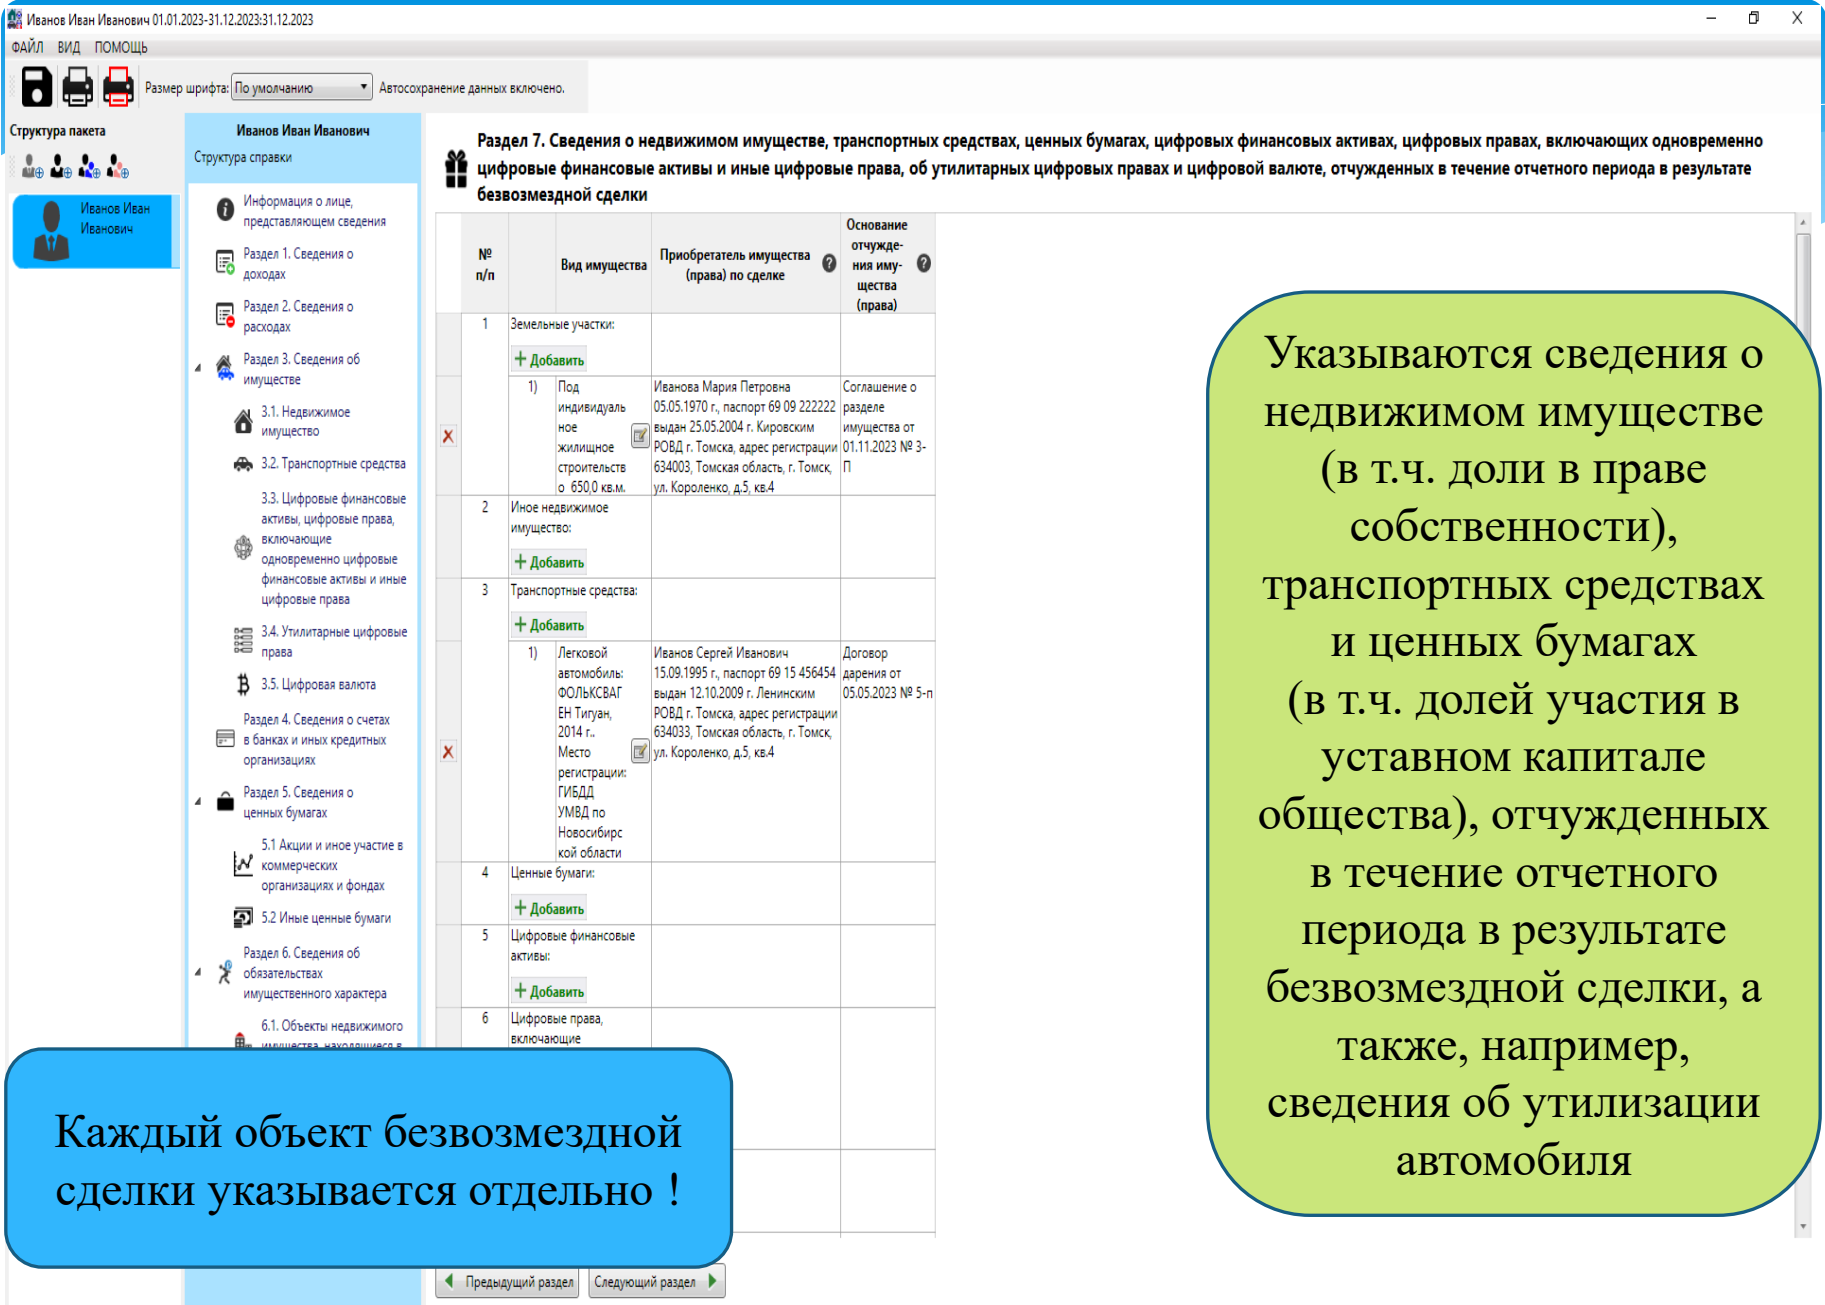 Иванов Иван Иванович 01.01.2023-31.12.2023:31.12.2023
ФАЙЛ ВИД ПОМОЩЬ
Размер шрифта: По умолчанию Автосохранение данных включено.
Структура пакета
Иванов Иван
Иванович
Иванов Иван Иванович
Структура справки
Информация о лице,
представляющем сведения
Раздел 1. Сведения о
доходах
Раздел 2. Сведения о
расходах
Раздел 3. Сведения об
имуществе
3.1. Недвижимое
имущество
3.2. Транспортные средства
3.3. Цифровые финансовые
активы, цифровые права,
включающие
одновременно цифровые
финансовые активы и иные
цифровые права
3.4. Утилитарные цифровые
права
3.5. Цифровая валюта
Раздел 4. Сведения о счетах
в банках и иных кредитных
организациях
Раздел 5. Сведения о
ценных бумагах
5.1 Акции и иное участие в
коммерческих
организациях и фондах
5.2 Иные ценные бумаги
Раздел 6. Сведения об
обязательствах
имущественного характера
6.1. Объекты недвижимого
имущества, находящиеся в
Раздел 7. Сведения о недвижимом имуществе, транспортных средствах, ценных бумагах, цифровых финансовых активах, цифровых правах, включающих одновременно
цифровые финансовые активы и иные цифровые права, об утилитарных цифровых правах и цифровой валюте, отчужденных в течение отчетного периода в результате
безвозмездной сделки
№
п/п
Вид имущества
Приобретатель имущества
(права) по сделке
Основание
отчужде-
ния иму-
щества
(права)
1 Земельные участки:
+ Добавить
1) Под
индивидуаль
ное
жилищное
строительств
о 650,0 кв.м.
Иванова Мария Петровна
05.05.1970 г., паспорт 69 09 222222
выдан 25.05.2004 г. Кировским
РОВД г. Томска, адрес регистрации
634003, Томская область, г. Томск,
ул. Короленко, д.5, кв.4
Соглашение о
разделе
имущества от
01.11.2023 № 3-
П
2 Иное недвижимое
имущество:
+ Добавить
3 Транспортные средства:
+ Добавить
1) Легковой
автомобиль:
ФОЛЬКСВАГ
ЕН Тигуан,
2014 г..
Место
регистрации:
ГИБДД
УМВД по
Новосибирс
кой области
Иванов Сергей Иванович
15.09.1995 г., паспорт 69 15 456454
выдан 12.10.2009 г. Ленинским
РОВД г. Томска, адрес регистрации
634033, Томская область, г. Томск,
ул. Короленко, д.5, кв.4
Договор
дарения от
05.05.2023 № 5-п
4 Ценные бумаги:
+ Добавить
5 Цифровые финансовые
активы:
+ Добавить
6 Цифровые права,
включающие
Предыдущий раздел
Следующий раздел
Указываются сведения о
недвижимом имуществе
(в т.ч. доли в праве
собственности),
транспортных средствах
и ценных бумагах
(в т.ч. долей участия в
уставном капитале
общества), отчужденных
в течение отчетного
периода в результате
безвозмездной сделки, а
также, например,
сведения об утилизации
автомобиля
Каждый объект безвозмездной
сделки указывается отдельно !